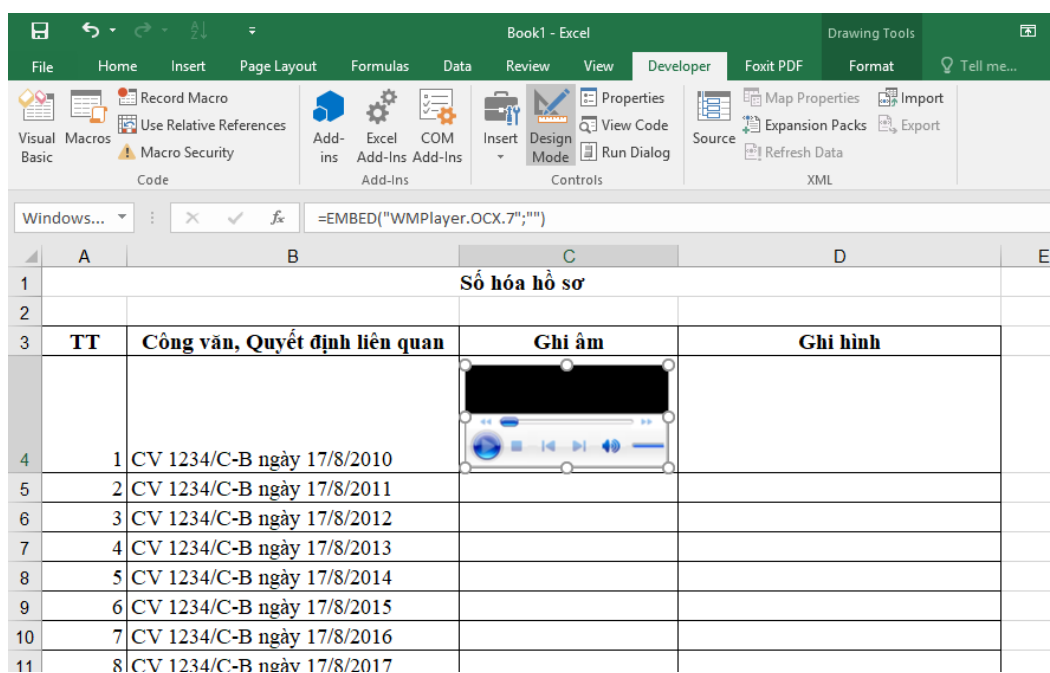 Book1 - Excel Drawing Tools
File Home Insert Page Layout Formulas Data Review View Developer Foxit PDF Format Tell me...
Visual Basic
Macros
Record Macro
Use Relative References
Macro Security
Code
Add-ins
Excel Add-Ins
COM Add-Ins
Add-Ins
Insert
Design Mode
Properties
View Code
Run Dialog
Controls
Source
Map Properties
Expansion Packs
Refresh Data
Import
Export
XML
Windows... fx =EMBED("WMPlayer.OCX.7";"")
A B C D E
1 Số hóa hồ sơ
2
3 TT Công văn, Quyết định liên quan Ghi âm Ghi hình
4 1 CV 1234/C-B ngày 17/8/2010
5 2 CV 1234/C-B ngày 17/8/2011
6 3 CV 1234/C-B ngày 17/8/2012
7 4 CV 1234/C-B ngày 17/8/2013
8 5 CV 1234/C-B ngày 17/8/2014
9 6 CV 1234/C-B ngày 17/8/2015
10 7 CV 1234/C-B ngày 17/8/2016
11 8 CV 1234/C-B ngày 17/8/2017